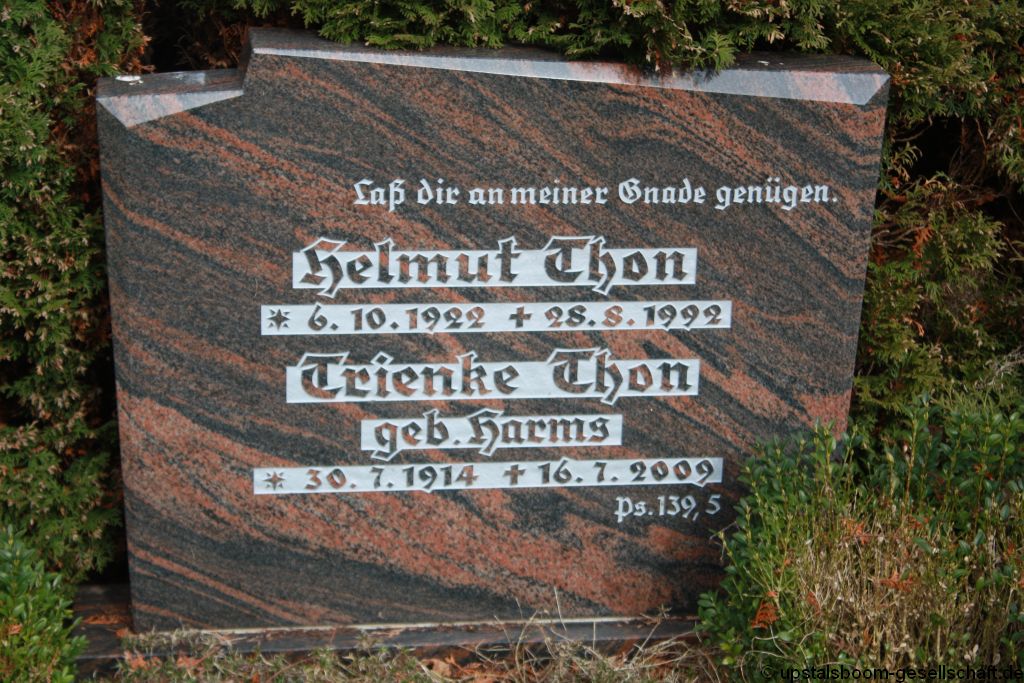 Laß dir an meiner Gnade genügen.
Helmut Thon
* 6.10.1922 + 28.8.1992
Trienke Thon
geb. Harms
* 30.7.1914 + 16.7.2009
Ps. 139, 5
© upstalsboom-gesellschaft.de